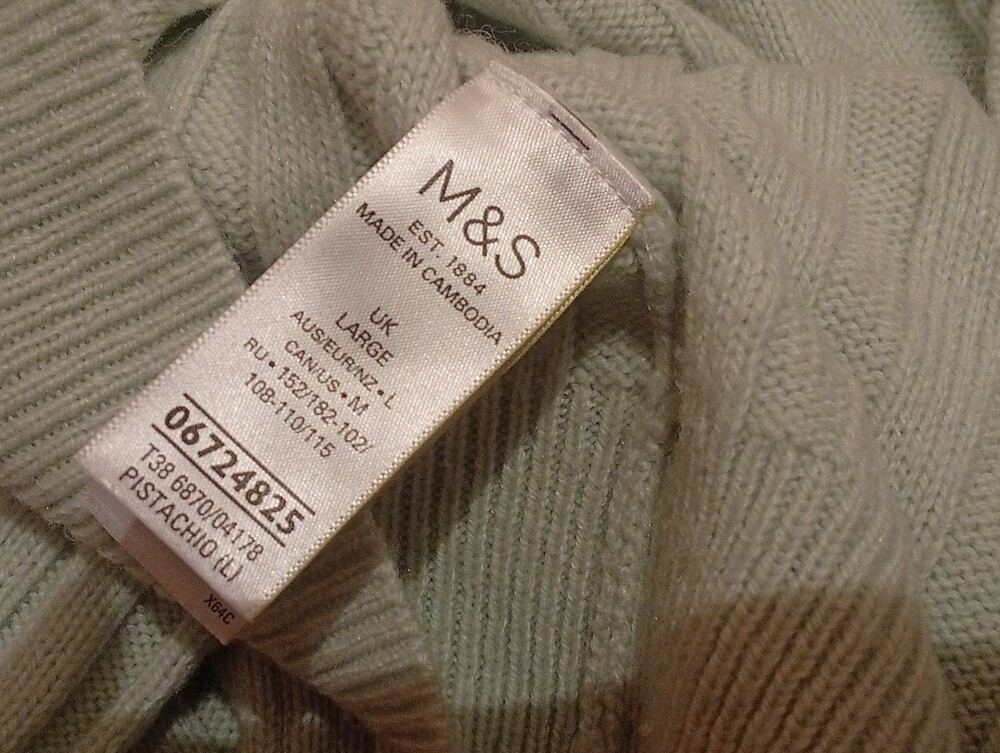 M&S
EST. 1884
MADE IN CAMBODIA
UK
LARGE
AUS/EUR/NZ • L
CAN/US • M
RU • 152/182-102/
108-110/115
06724825
T38 6870/04178
PISTACHIO (L)
X64C